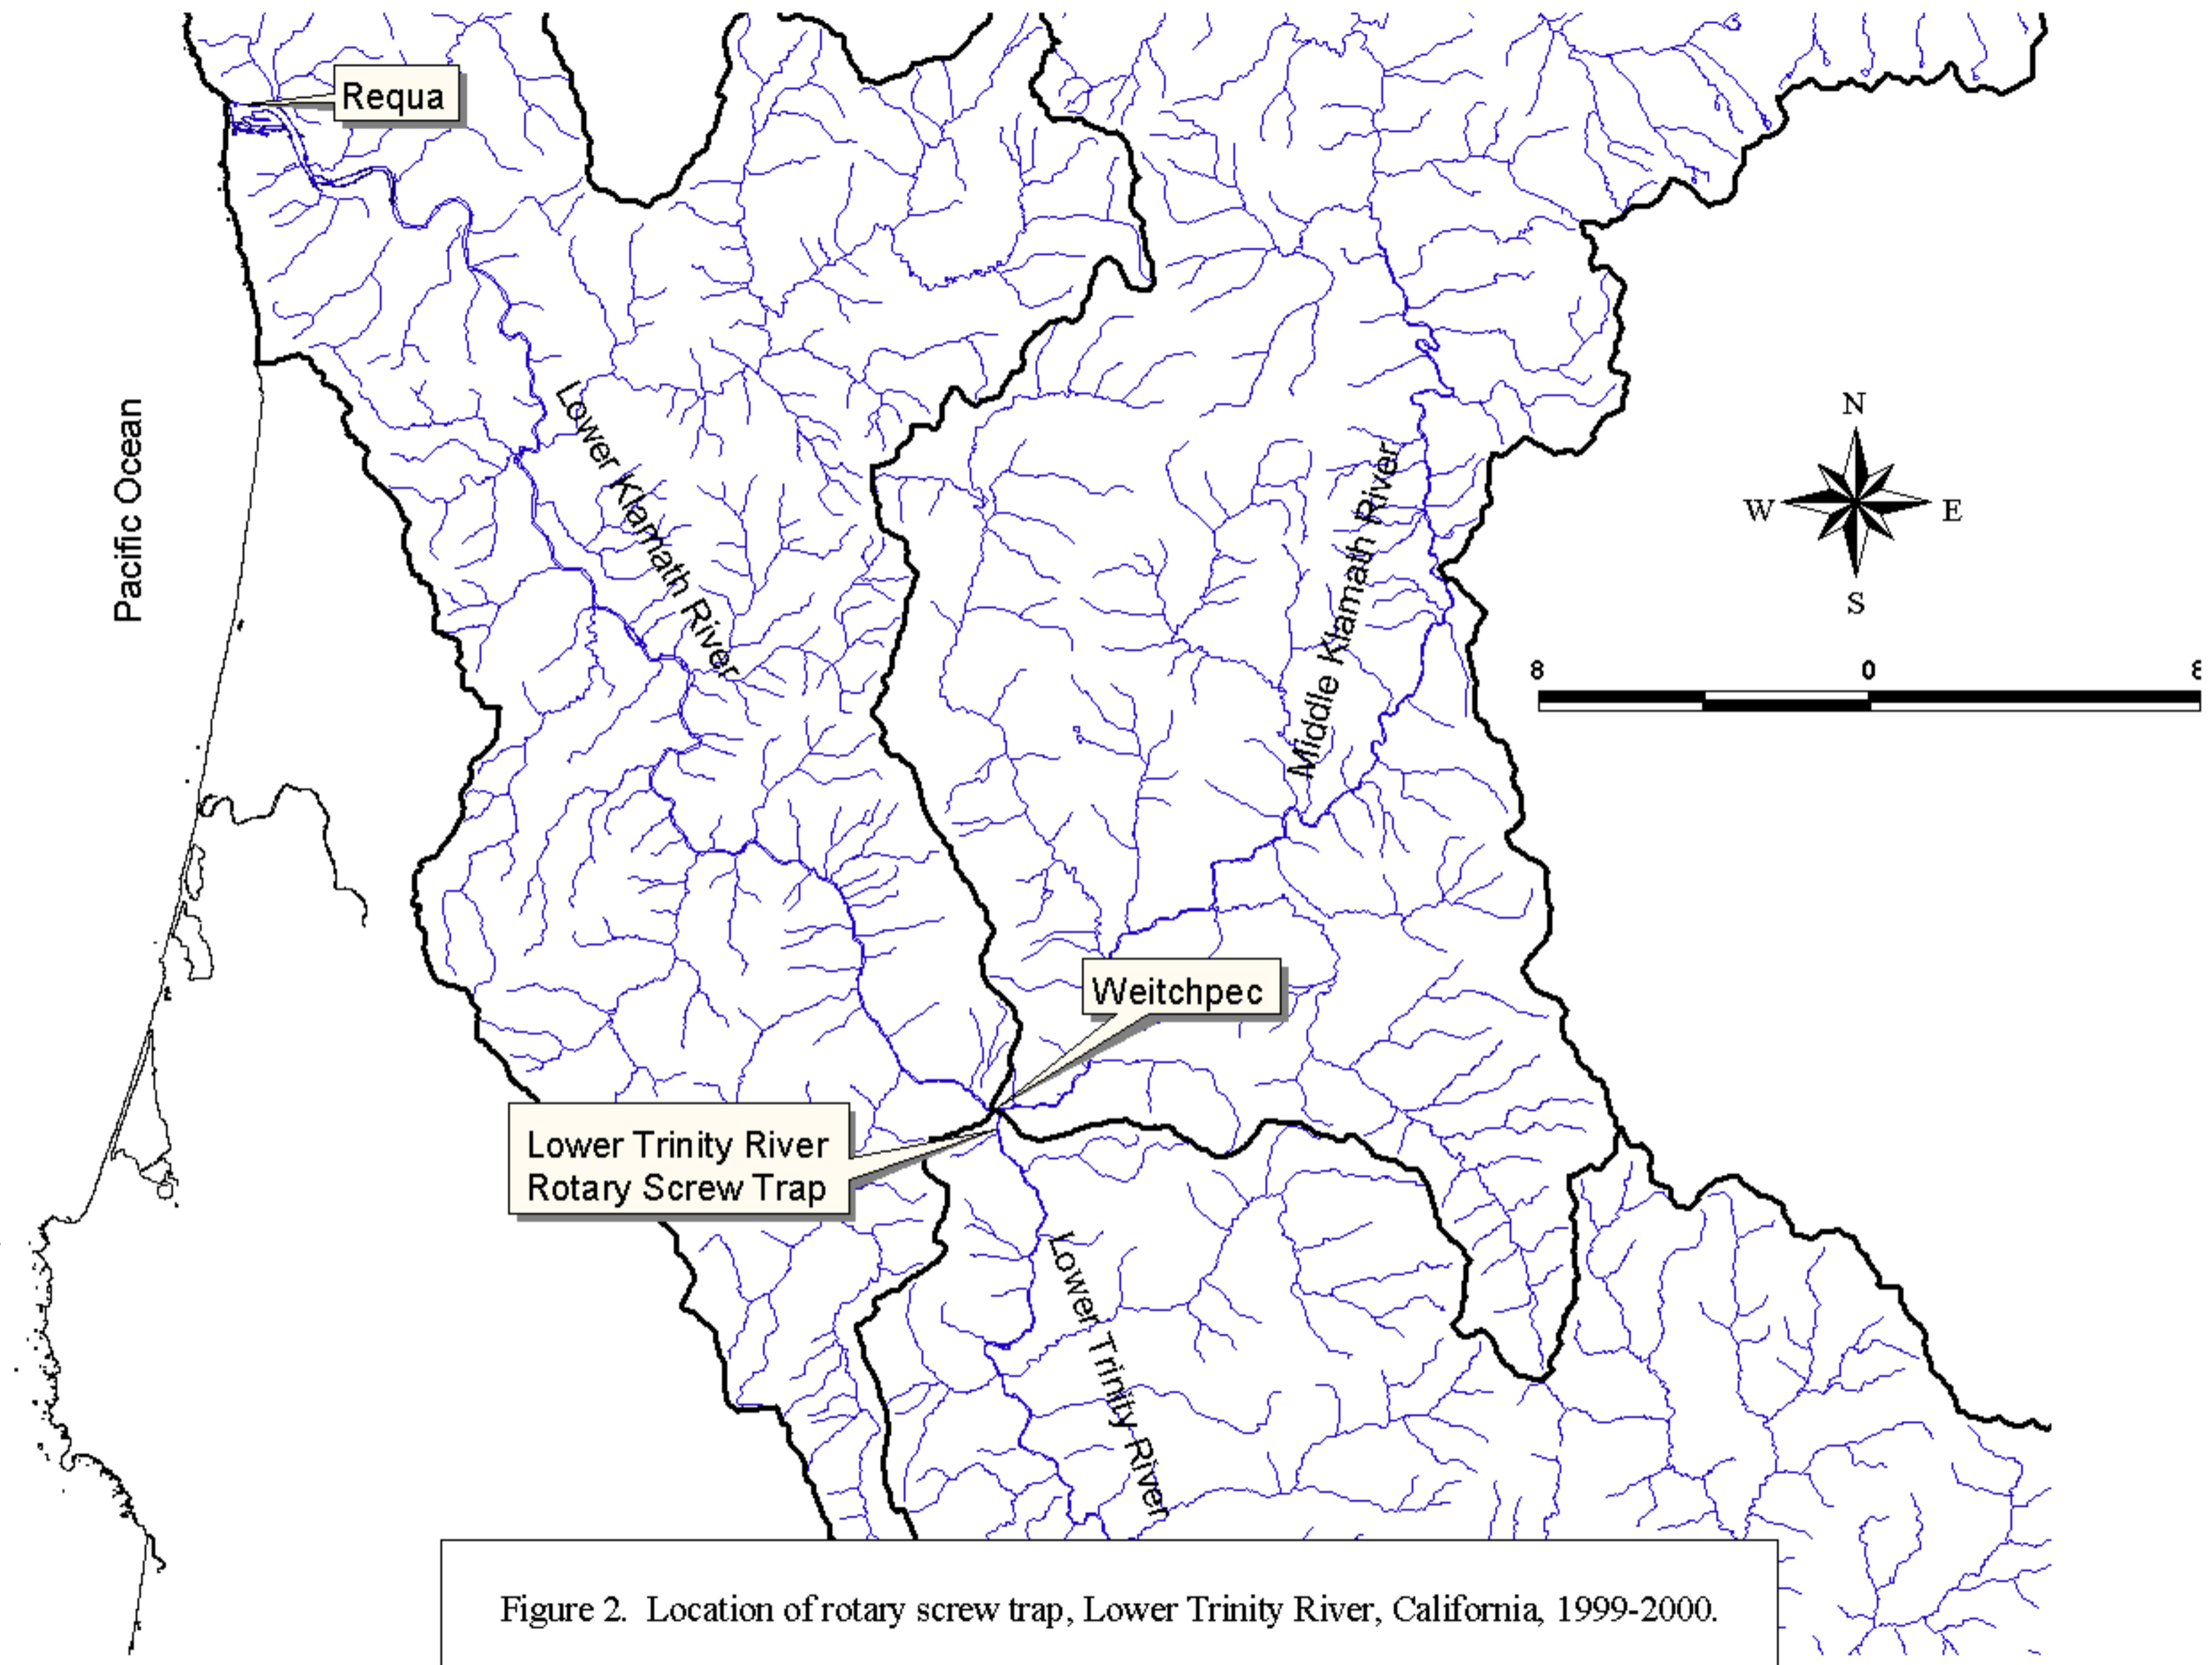 Requa
Pacific Ocean
Lower Klamath River
Middle Klamath River
N
W
E
S
8
0
8
Weitchpec
Lower Trinity River
Rotary Screw Trap
Lower Trinity River
Figure 2. Location of rotary screw trap, Lower Trinity River, California, 1999-2000.